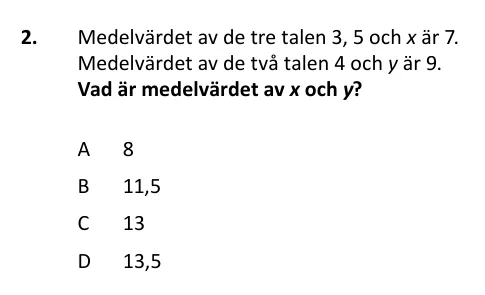 2. Medelvärdet av de tre talen 3, 5 och x är 7.
Medelvärdet av de två talen 4 och y är 9.
Vad är medelvärdet av x och y?
A 8
B 11,5
C 13
D 13,5